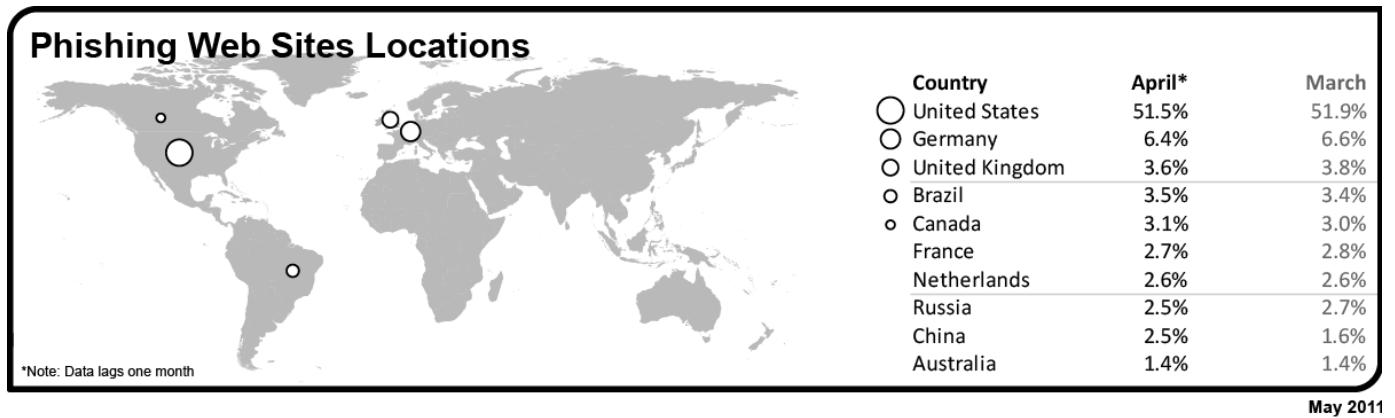 Phishing Web Sites Locations
Country April* March
United States 51.5% 51.9%
Germany 6.4% 6.6%
United Kingdom 3.6% 3.8%
Brazil 3.5% 3.4%
Canada 3.1% 3.0%
France 2.7% 2.8%
Netherlands 2.6% 2.6%
Russia 2.5% 2.7%
China 2.5% 1.6%
Australia 1.4% 1.4%
*Note: Data lags one month
May 2011